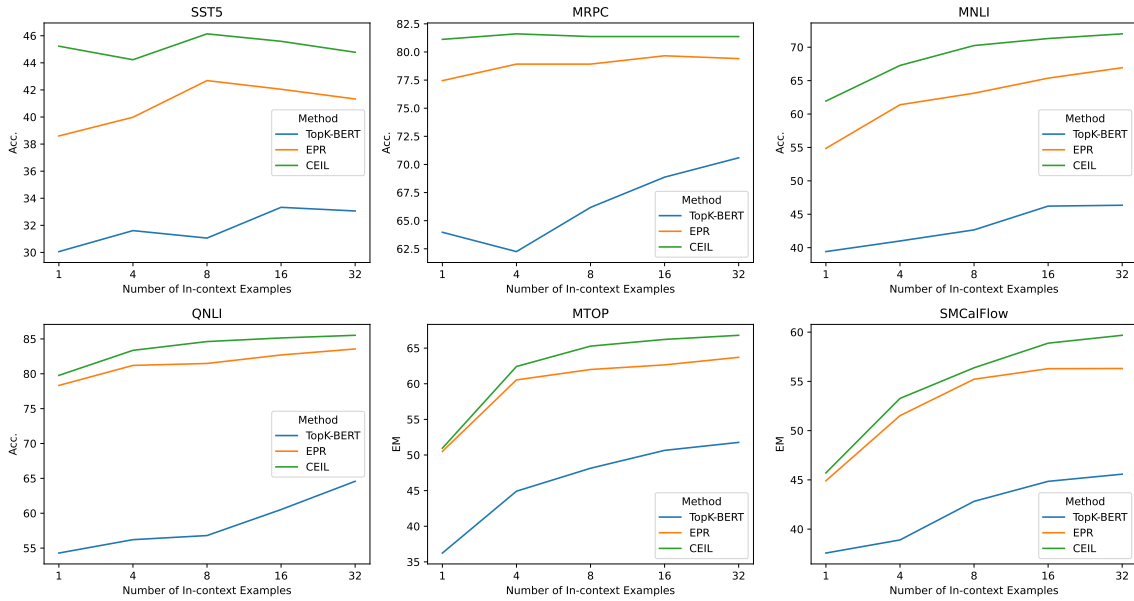 SST5
46
44
42
40
38
36
34
32
30
Acc.
1 4 8 16 32
Number of In-context Examples
Method
TopK-BERT
EPR
CEIL
MRPC
82.5
80.0
77.5
75.0
72.5
70.0
67.5
65.0
62.5
Acc.
1 4 8 16 32
Number of In-context Examples
Method
TopK-BERT
EPR
CEIL
MNLI
70
65
60
55
50
45
40
Acc.
1 4 8 16 32
Number of In-context Examples
Method
TopK-BERT
EPR
CEIL
QNLI
85
80
75
70
65
60
55
Acc.
1 4 8 16 32
Number of In-context Examples
Method
TopK-BERT
EPR
CEIL
MTOP
65
60
55
50
45
40
35
EM
1 4 8 16 32
Number of In-context Examples
Method
TopK-BERT
EPR
CEIL
SMCalFlow
60
55
50
45
40
EM
1 4 8 16 32
Number of In-context Examples
Method
TopK-BERT
EPR
CEIL